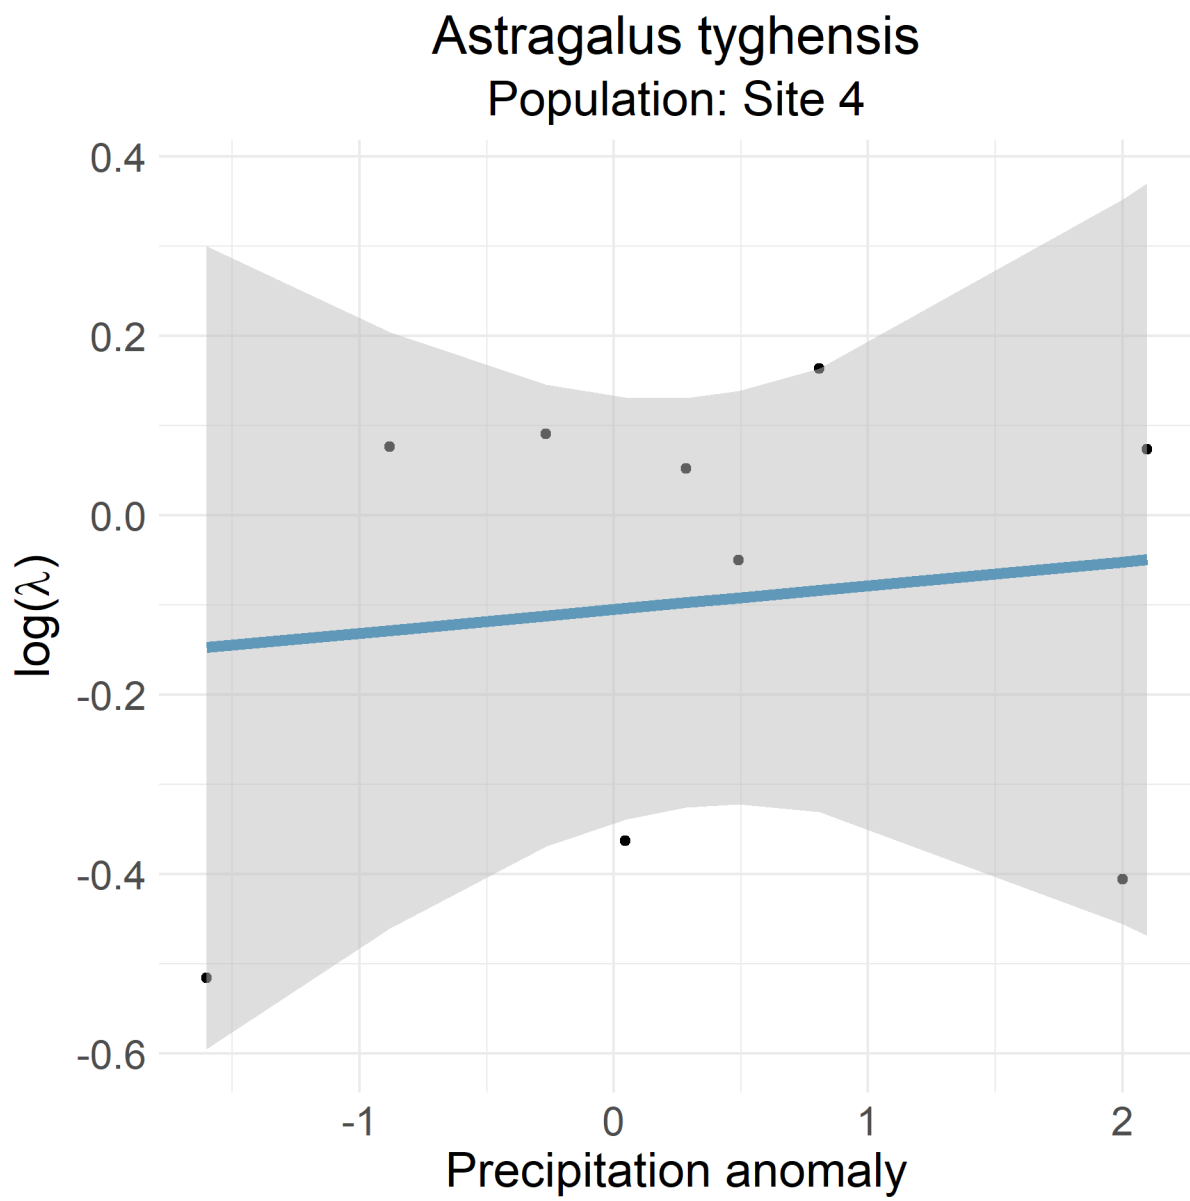 Astragalus tyghensis
Population: Site 4
log(λ)
0.4
0.2
0.0
-0.2
-0.4
-0.6
-1 0 1 2
Precipitation anomaly